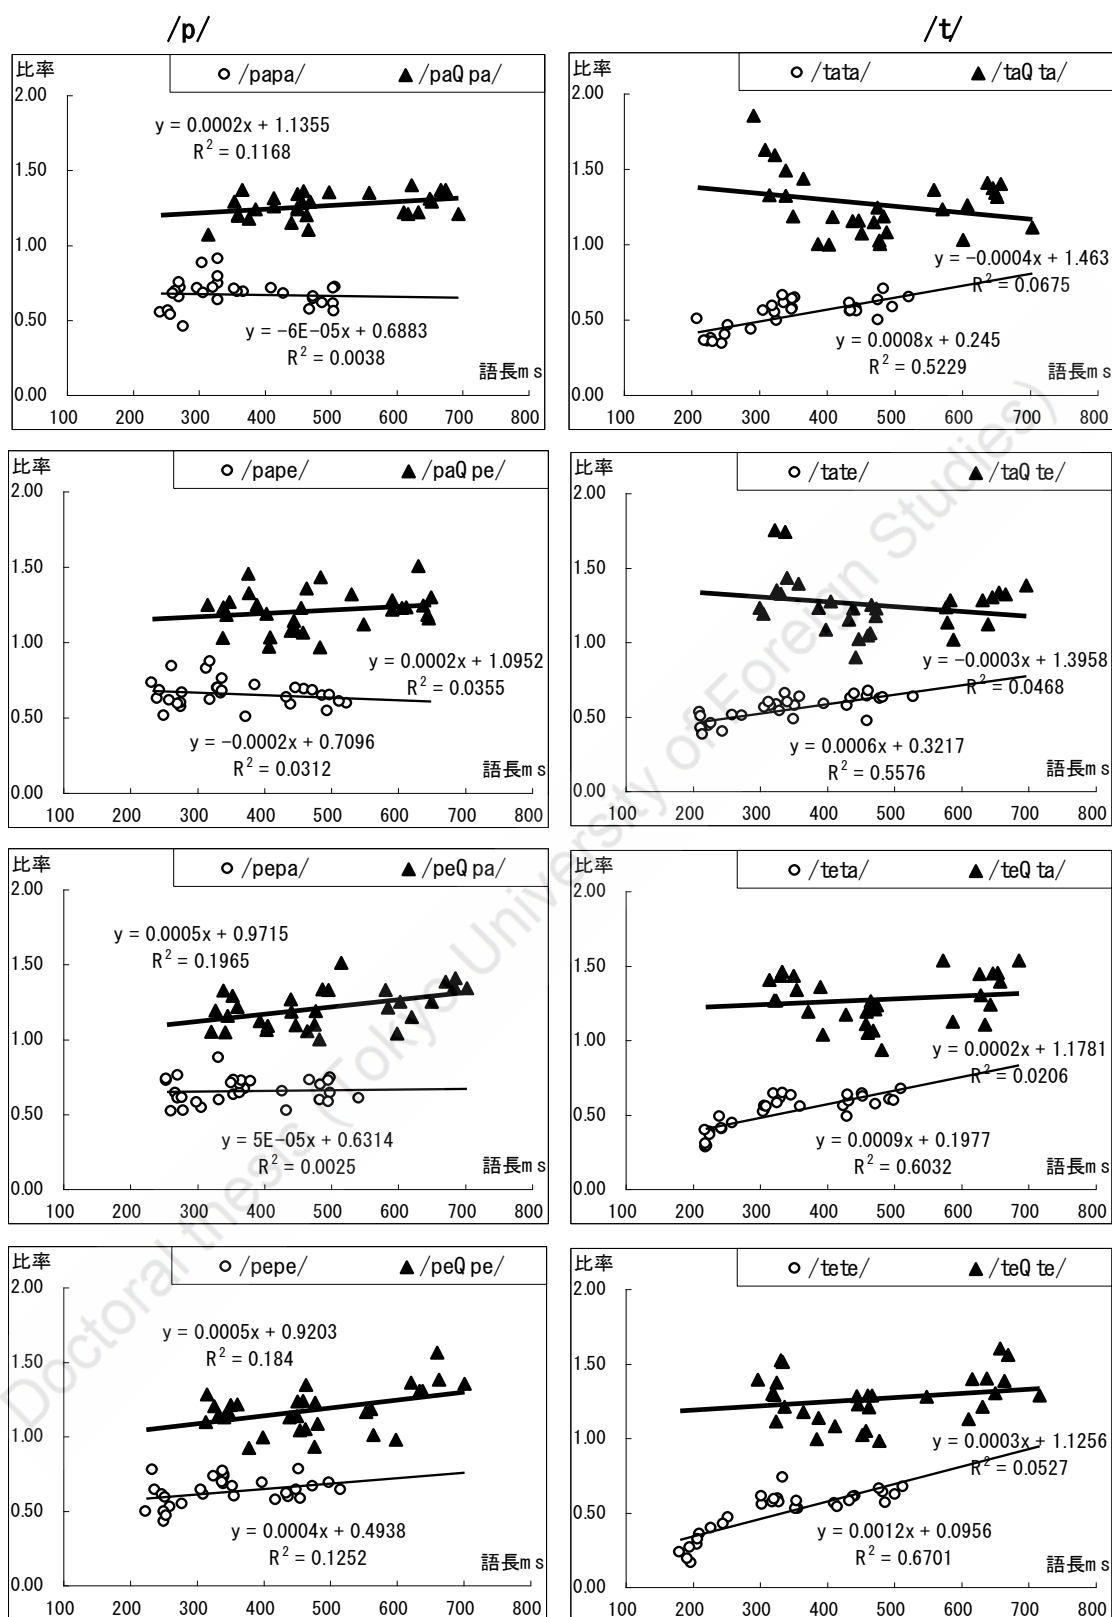 /p/
/t/
比率
/papa/ /paQ pa/
2.00
1.50
1.00
0.50
0.00
y = 0.0002x + 1.1355
R² = 0.1168
y = −6E−05x + 0.6883
R² = 0.0038
語長ms
100 200 300 400 500 600 700 800
比率
/tata/ /taQ ta/
2.00
1.50
1.00
0.50
0.00
y = −0.0004x + 1.463
R² = 0.0675
y = 0.0008x + 0.245
R² = 0.5229
語長ms
100 200 300 400 500 600 700 800
比率
/pape/ /paQ pe/
2.00
1.50
1.00
0.50
0.00
y = 0.0002x + 1.0952
R² = 0.0355
y = −0.0002x + 0.7096
R² = 0.0312
語長ms
100 200 300 400 500 600 700 800
比率
/tate/ /taQ te/
2.00
1.50
1.00
0.50
0.00
y = −0.0003x + 1.3958
R² = 0.0468
y = 0.0006x + 0.3217
R² = 0.5576
語長ms
100 200 300 400 500 600 700 800
比率
/pepa/ /peQ pa/
2.00
1.50
1.00
0.50
0.00
y = 0.0005x + 0.9715
R² = 0.1965
y = 5E−05x + 0.6314
R² = 0.0025
100 200 300 400 500 600 700 800
比率
/teta/ /teQ ta/
2.00
1.50
1.00
0.50
0.00
y = 0.0002x + 1.1781
R² = 0.0206
y = 0.0009x + 0.1977
R² = 0.6032
語長ms
100 200 300 400 500 600 700 800
比率
/pepe/ /peQ pe/
2.00
1.50
1.00
0.50
0.00
y = 0.0005x + 0.9203
R² = 0.184
y = 0.0004x + 0.4938
R² = 0.1252
語長ms
100 200 300 400 500 600 700 800
比率
/tete/ /teQ te/
2.00
1.50
1.00
0.50
0.00
y = 0.0003x + 1.1256
R² = 0.0527
y = 0.0012x + 0.0956
R² = 0.6701
語長ms
100 200 300 400 500 600 700 800
Doctoral thesis (Tokyo University of Foreign Studies)